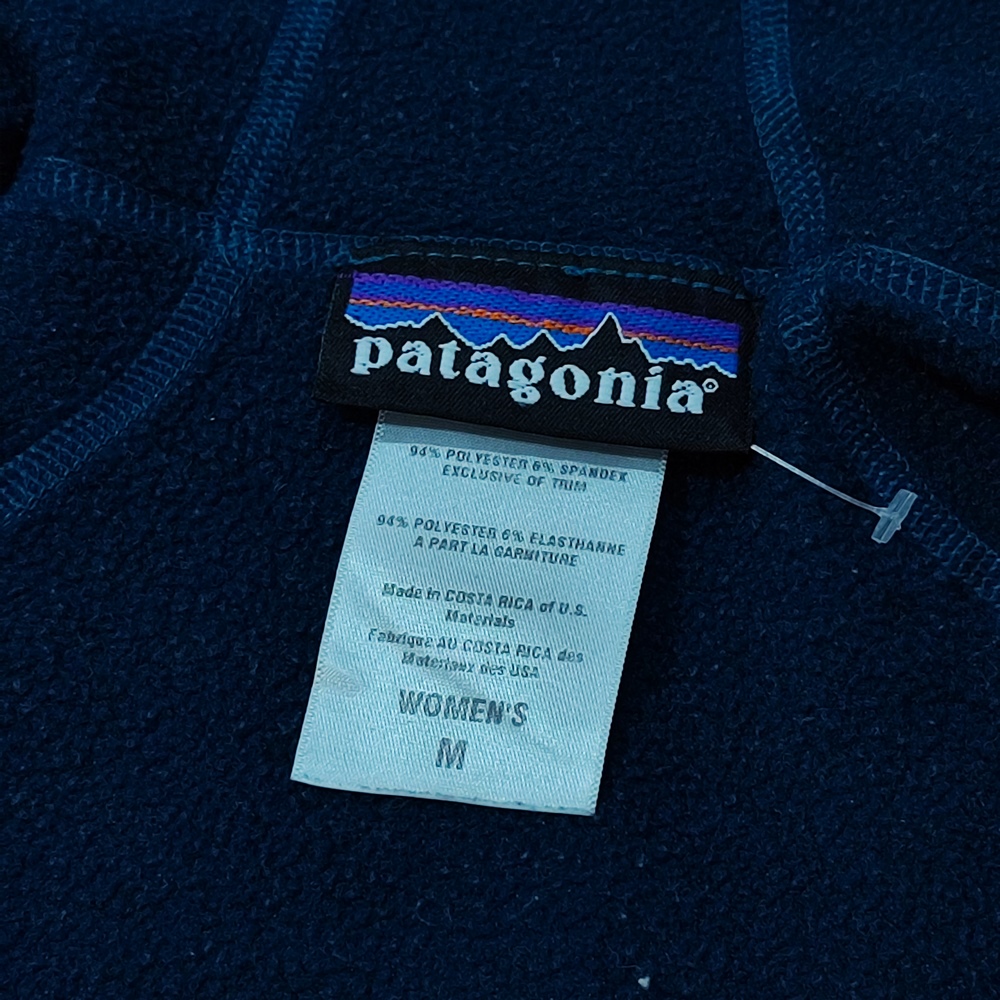 patagonia®
94% POLYESTER 6% SPANDEX
EXCLUSIVE OF TRIM
94% POLYESTER 6% ELASTHANNE
A PART LA GARNITURE
Made in COSTA RICA of U.S.
Materials
Fabrique AU COSTA RICA des
Materiaux des USA
WOMEN'S
M